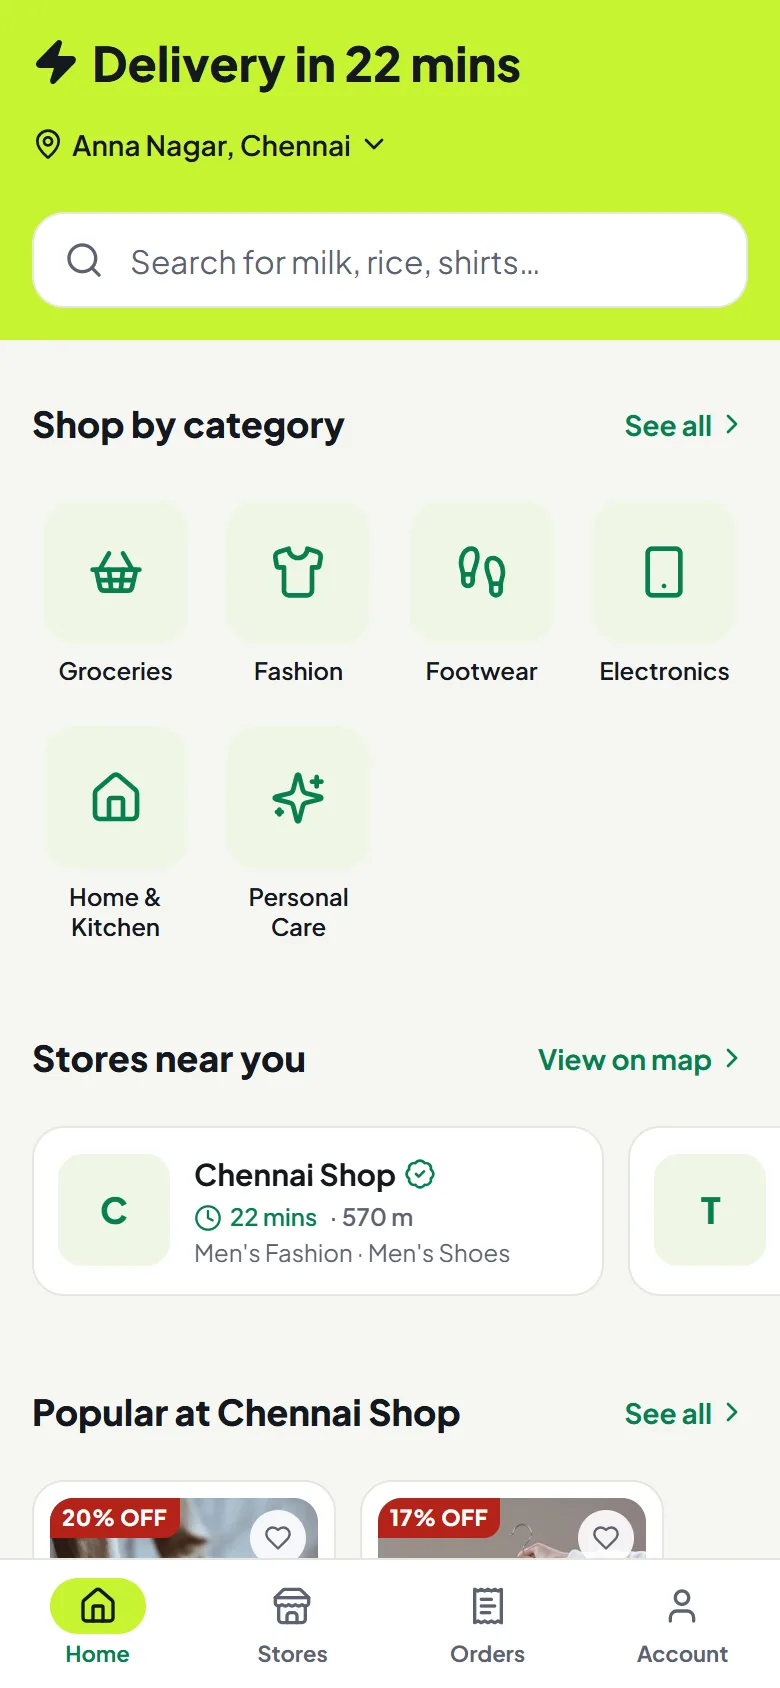 Delivery in 22 mins
Anna Nagar, Chennai
Search for milk, rice, shirts...
Shop by category
See all
Groceries
Fashion
Footwear
Electronics
Home &
Kitchen
Personal
Care
Stores near you
View on map
C
Chennai Shop
22 mins · 570 m
Men's Fashion · Men's Shoes
T
Popular at Chennai Shop
See all
20% OFF
17% OFF
Home
Stores
Orders
Account